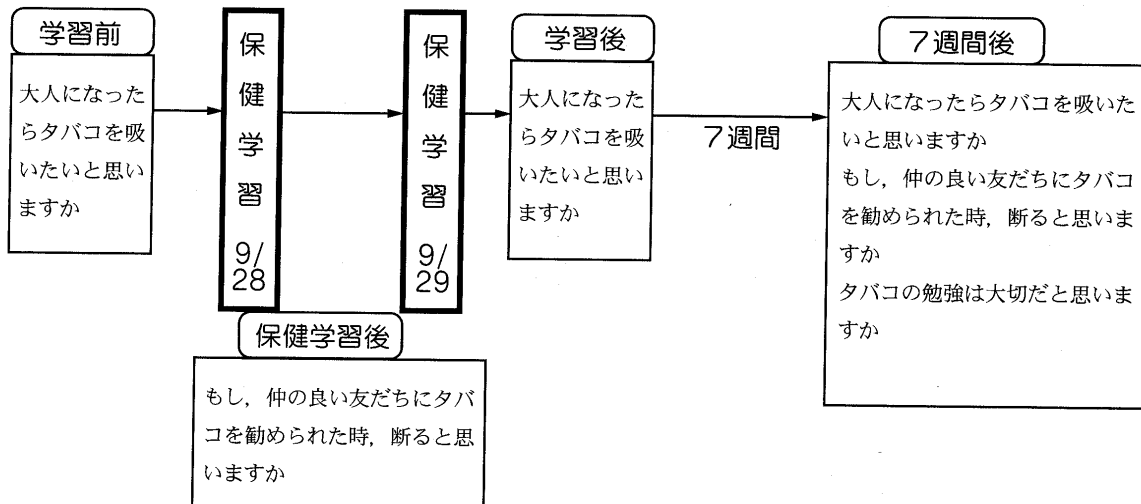 学習前
大人になった
らタバコを吸
いたいと思い
ますか
保健学習
9/
28
保健学習
9/
29
学習後
大人になった
らタバコを吸
いたいと思い
ますか
7週間
7週間後
大人になったらタバコを吸いた
いと思いますか
もし，仲の良い友だちにタバコ
を勧められた時，断ると思いま
すか
タバコの勉強は大切だと思いま
すか
保健学習後
もし，仲の良い友だちにタバ
コを勧められた時，断ると思
いますか